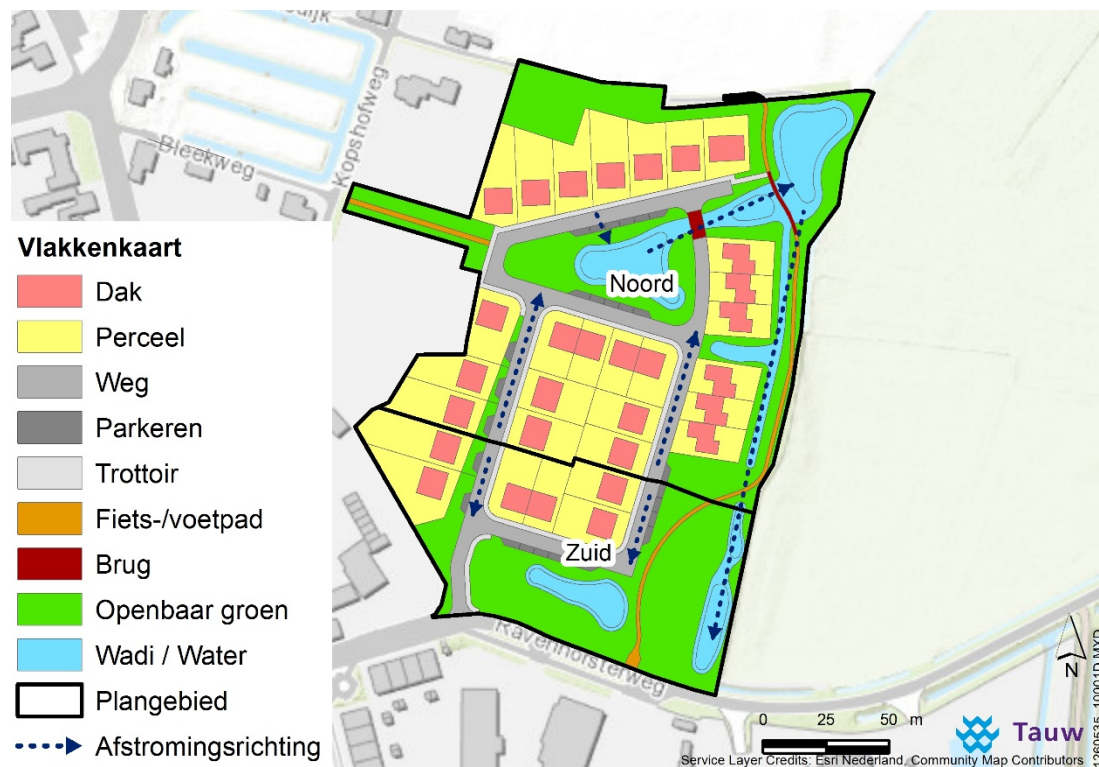 dijk
Bleekweg
Kopshofweg
Vlakkenkaart
Dak
Perceel
Weg
Parkeren
Trottoir
Fiets-/voetpad
Brug
Openbaar groen
Wadi / Water
Plangebied
Afstromingsrichting
Noord
Zuid
Ravenhorsterweg
N
0 25 50 m
Tauw
Service Layer Credits: Esri Nederland, Community Map Contributors